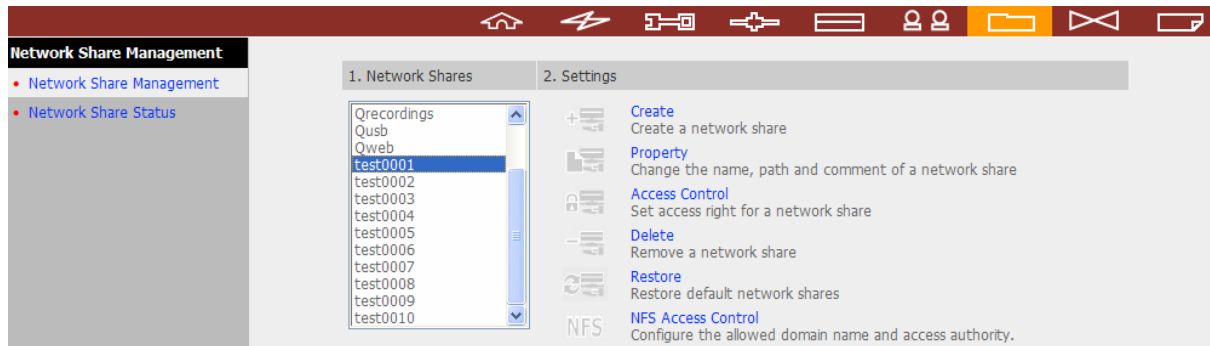 Network Share Management
Network Share Management
Network Share Status
1. Network Shares
2. Settings
Qrecordings
Qusb
Qweb
test0001
test0002
test0003
test0004
test0005
test0006
test0007
test0008
test0009
test0010
Create
Create a network share
Property
Change the name, path and comment of a network share
Access Control
Set access right for a network share
Delete
Remove a network share
Restore
Restore default network shares
NFS
NFS Access Control
Configure the allowed domain name and access authority.